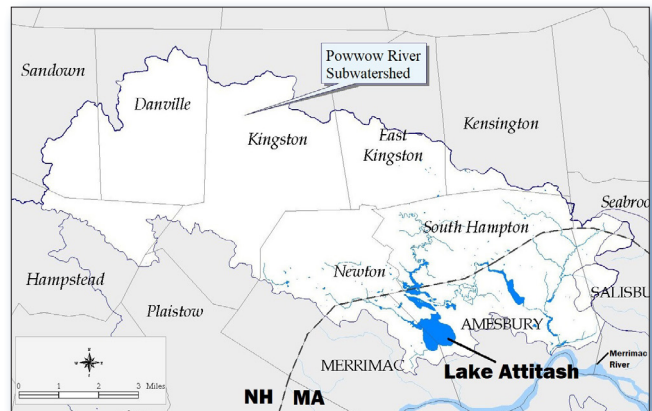 Powwow River
Subwatershed
Sandown
Danville
Kingston
East
Kingston
Kensington
Seabroo
South Hampton
Newton
Hampstead
Plaistow
SALISBU
AMESBURY
MERRIMAC
Merrimac
River
Lake Attitash
0 1 2 3 Miles
NH MA